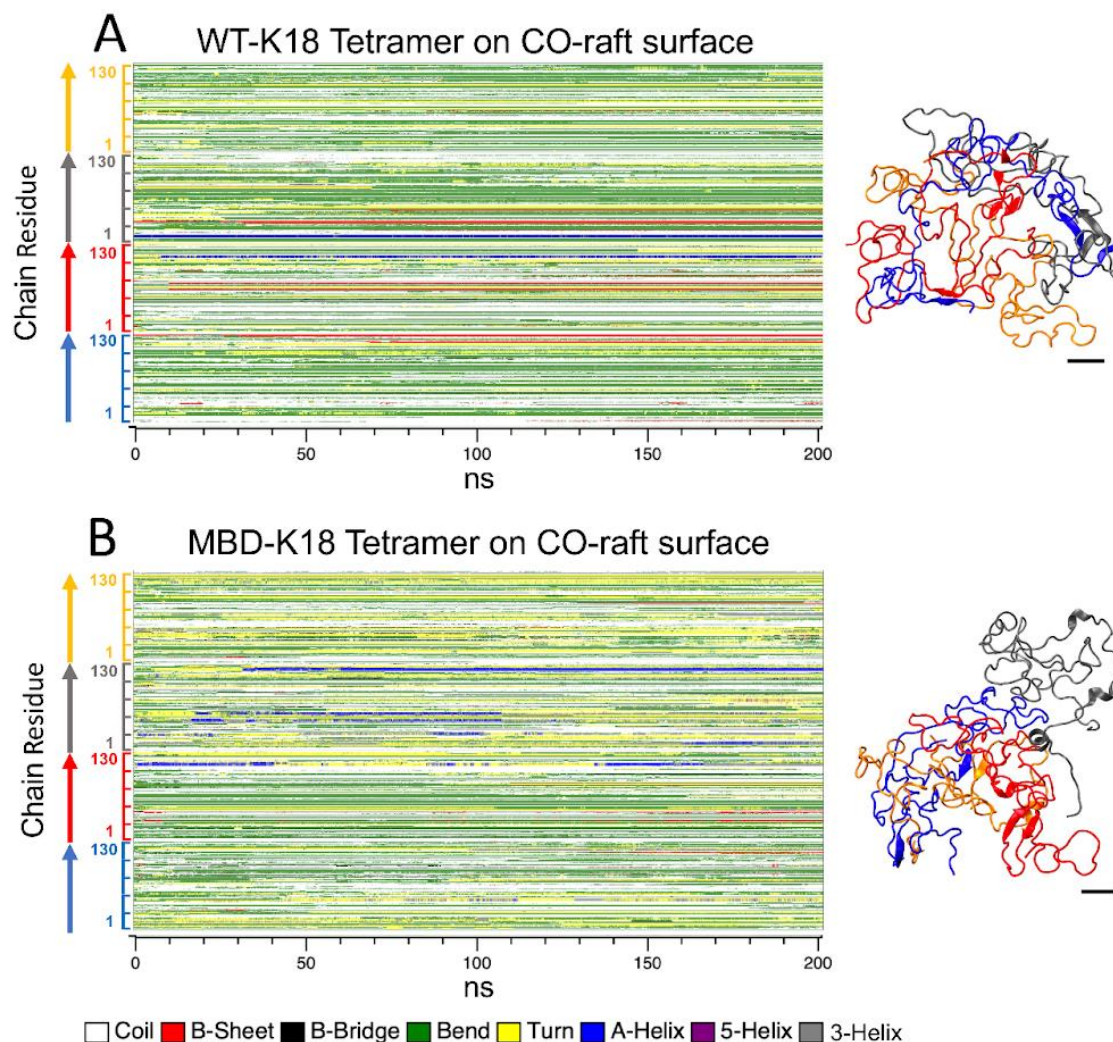 A
WT-K18 Tetramer on CO-raft surface
Chain Residue
130
1
130
1
130
1
130
1
0 50 100 150 200
ns
B
MBD-K18 Tetramer on CO-raft surface
Chain Residue
130
1
130
1
130
1
130
1
0 50 100 150 200
ns
Coil B-Sheet B-Bridge Bend Turn A-Helix 5-Helix 3-Helix